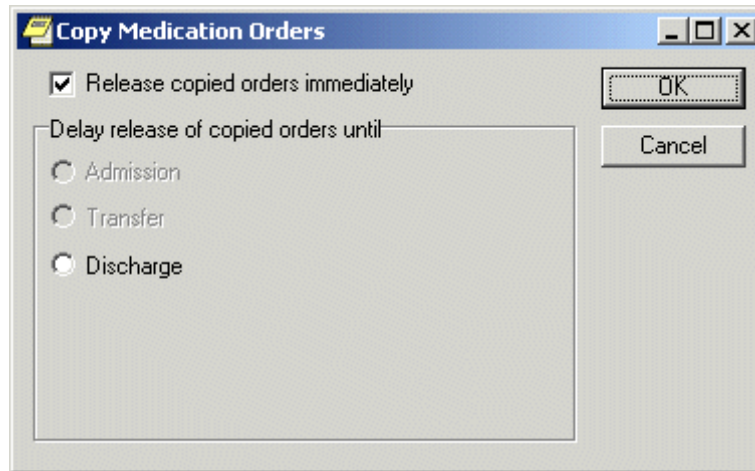 Copy Medication Orders
Release copied orders immediately
OK
Delay release of copied orders until
Cancel
Admission
Transfer
Discharge